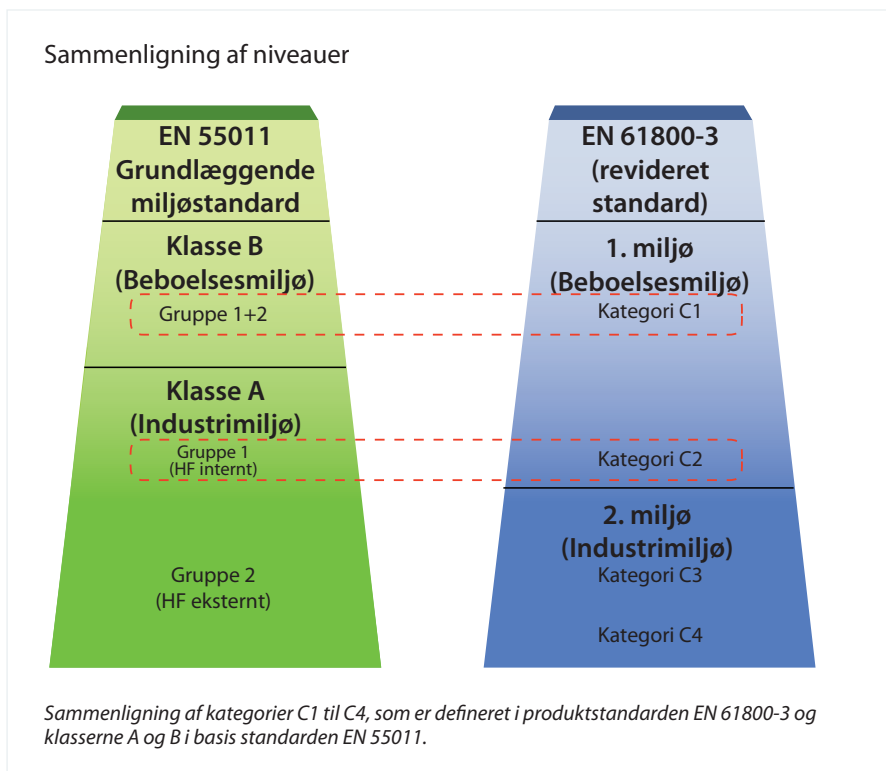 Sammenligning af niveauer
EN 55011
Grundlæggende
miljøstandard
Klasse B
(Beboelsesmiljø)
Gruppe 1+2
Klasse A
(Industrimiljø)
Gruppe 1
(HF internt)
Gruppe 2
(HF eksternt)
EN 61800-3
(revideret
standard)
1. miljø
(Beboelsesmiljø)
Kategori C1
Kategori C2
2. miljø
(Industrimiljø)
Kategori C3
Kategori C4
Sammenligning af kategorier C1 til C4, som er defineret i produktstandarden EN 61800-3 og
klasserne A og B i basis standarden EN 55011.